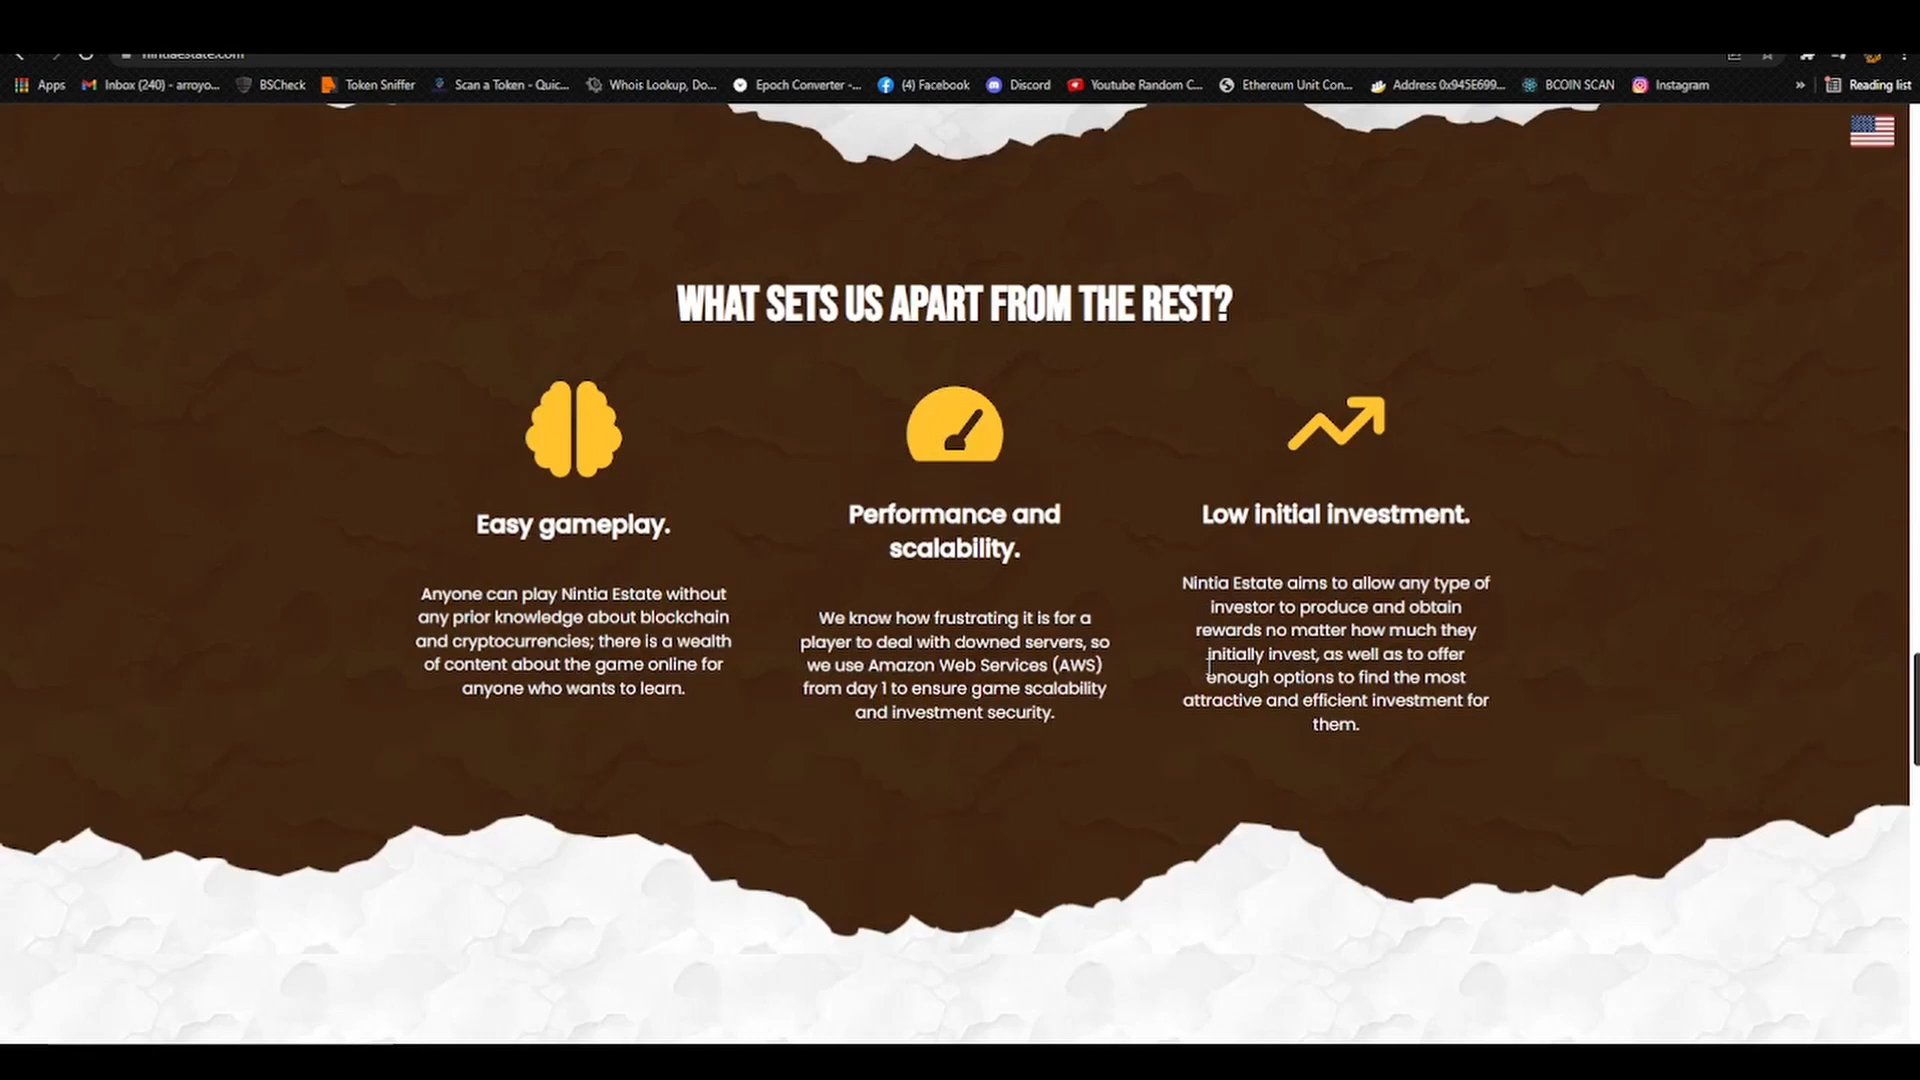 nintiaestate.com
Apps
Inbox (240) - arroyo...
BSCheck
Token Sniffer
Scan a Token - Quic...
Whois Lookup, Do...
Epoch Converter -...
(4) Facebook
Discord
Youtube Random C...
Ethereum Unit Con...
Address 0x945E699...
BCOIN SCAN
Instagram
»
Reading list
WHAT SETS US APART FROM THE REST?
Easy gameplay.
Anyone can play Nintia Estate without
any prior knowledge about blockchain
and cryptocurrencies; there is a wealth
of content about the game online for
anyone who wants to learn.
Performance and
scalability.
We know how frustrating it is for a
player to deal with downed servers, so
we use Amazon Web Services (AWS)
from day 1 to ensure game scalability
and investment security.
Low initial investment.
Nintia Estate aims to allow any type of
investor to produce and obtain
rewards no matter how much they
initially invest, as well as to offer
enough options to find the most
attractive and efficient investment for
them.